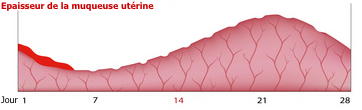 Epaisseur de la muqueuse utérine
Jour 1 7 14 21 28